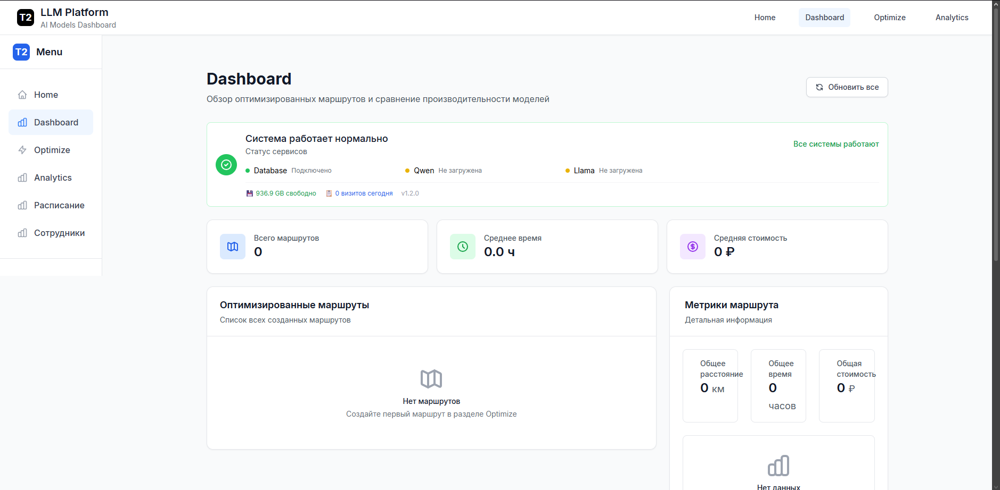 T2
LLM Platform
AI Models Dashboard
Home
Dashboard
Optimize
Analytics
T2
Menu
Home
Dashboard
Optimize
Analytics
Расписание
Сотрудники
Dashboard
Обзор оптимизированных маршрутов и сравнение производительности моделей
Обновить все
Система работает нормально
Статус сервисов
Все системы работают
Database Подключено
Qwen Не загружена
Llama Не загружена
936.9 GB свободно
0 визитов сегодня
v1.2.0
Всего маршрутов
0
Среднее время
0.0 ч
Средняя стоимость
0 ₽
Оптимизированные маршруты
Список всех созданных маршрутов
Нет маршрутов
Создайте первый маршрут в разделе Optimize
Метрики маршрута
Детальная информация
Общее
расстояние
0 км
Общее
время
0
часов
Общая
стоимость
0 ₽
Нет данных